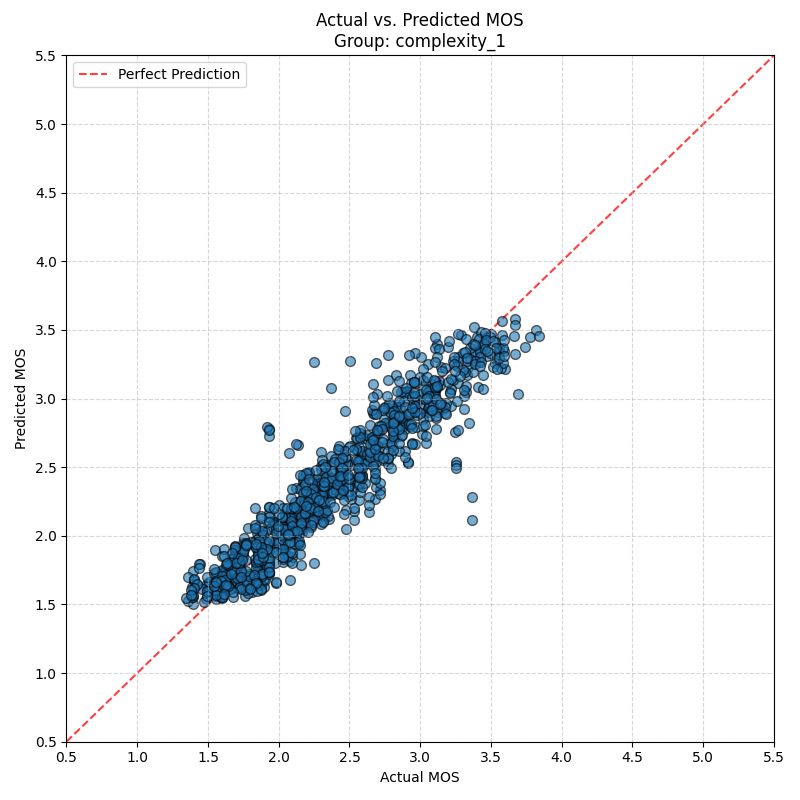 Actual vs. Predicted MOS
Group: complexity_1
Perfect Prediction
5.5
5.0
4.5
4.0
3.5
3.0
2.5
2.0
1.5
1.0
0.5
Predicted MOS
0.5 1.0 1.5 2.0 2.5 3.0 3.5 4.0 4.5 5.0 5.5
Actual MOS